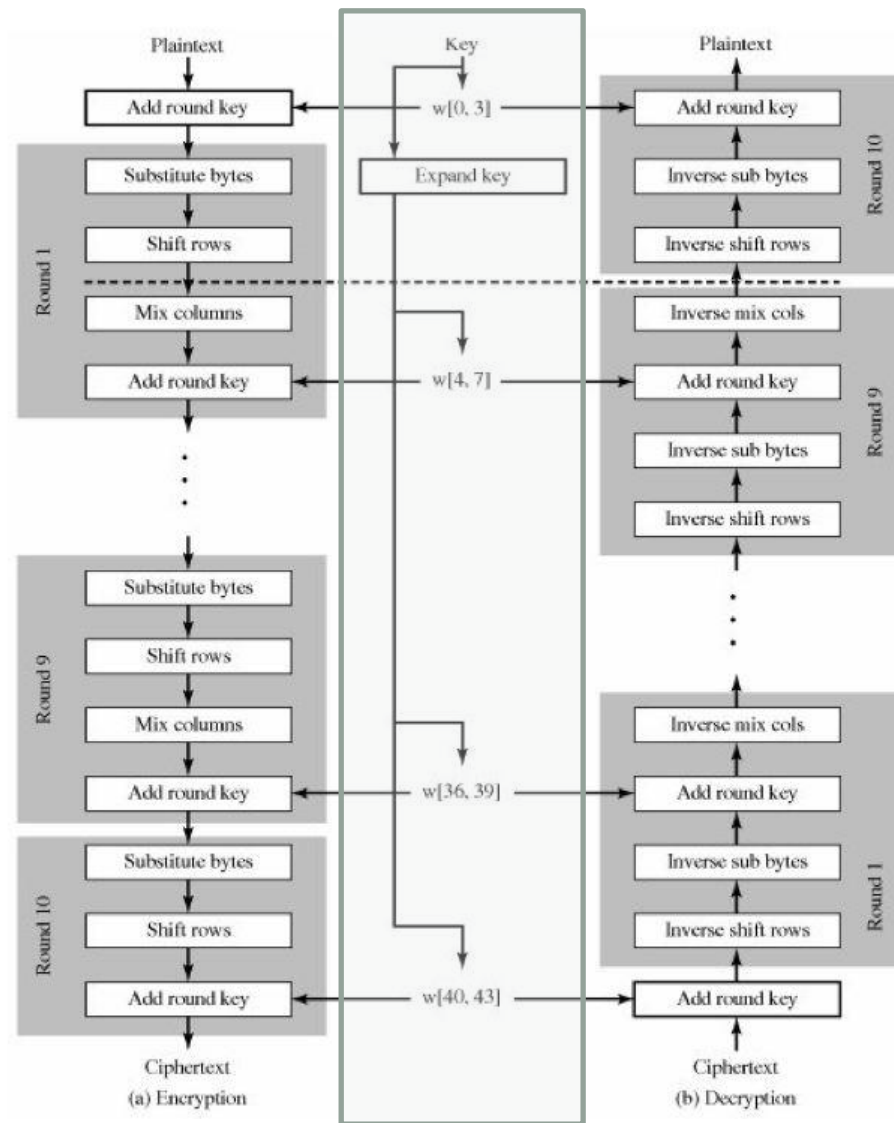 Plaintext
Add round key
Round 1
Substitute bytes
Shift rows
Mix columns
Add round key
Round 9
Substitute bytes
Shift rows
Mix columns
Add round key
Round 10
Substitute bytes
Shift rows
Add round key
Ciphertext
(a) Encryption
Key
w[0, 3]
Expand key
w[4, 7]
w[36, 39]
w[40, 43]
Plaintext
Add round key
Inverse sub bytes
Inverse shift rows
Round 10
Inverse mix cols
Add round key
Inverse sub bytes
Inverse shift rows
Round 9
Inverse mix cols
Add round key
Inverse sub bytes
Inverse shift rows
Round 1
Add round key
Ciphertext
(b) Decryption